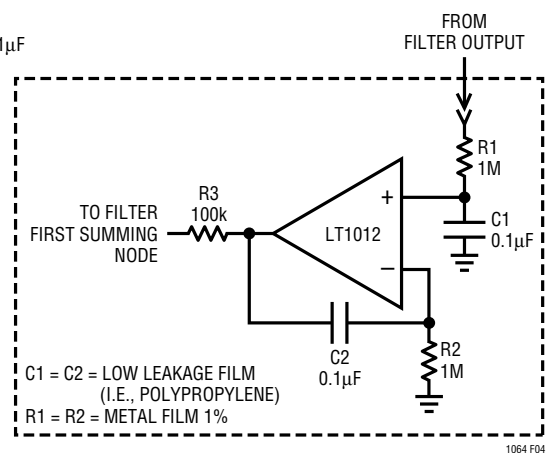 FROM
FILTER OUTPUT
1µF
R1
1M
R3
100k
TO FILTER
FIRST SUMMING
NODE
+
LT1012
–
C1
0.1µF
C2
0.1µF
R2
1M
C1 = C2 = LOW LEAKAGE FILM
(I.E., POLYPROPYLENE)
R1 = R2 = METAL FILM 1%
1064 F04